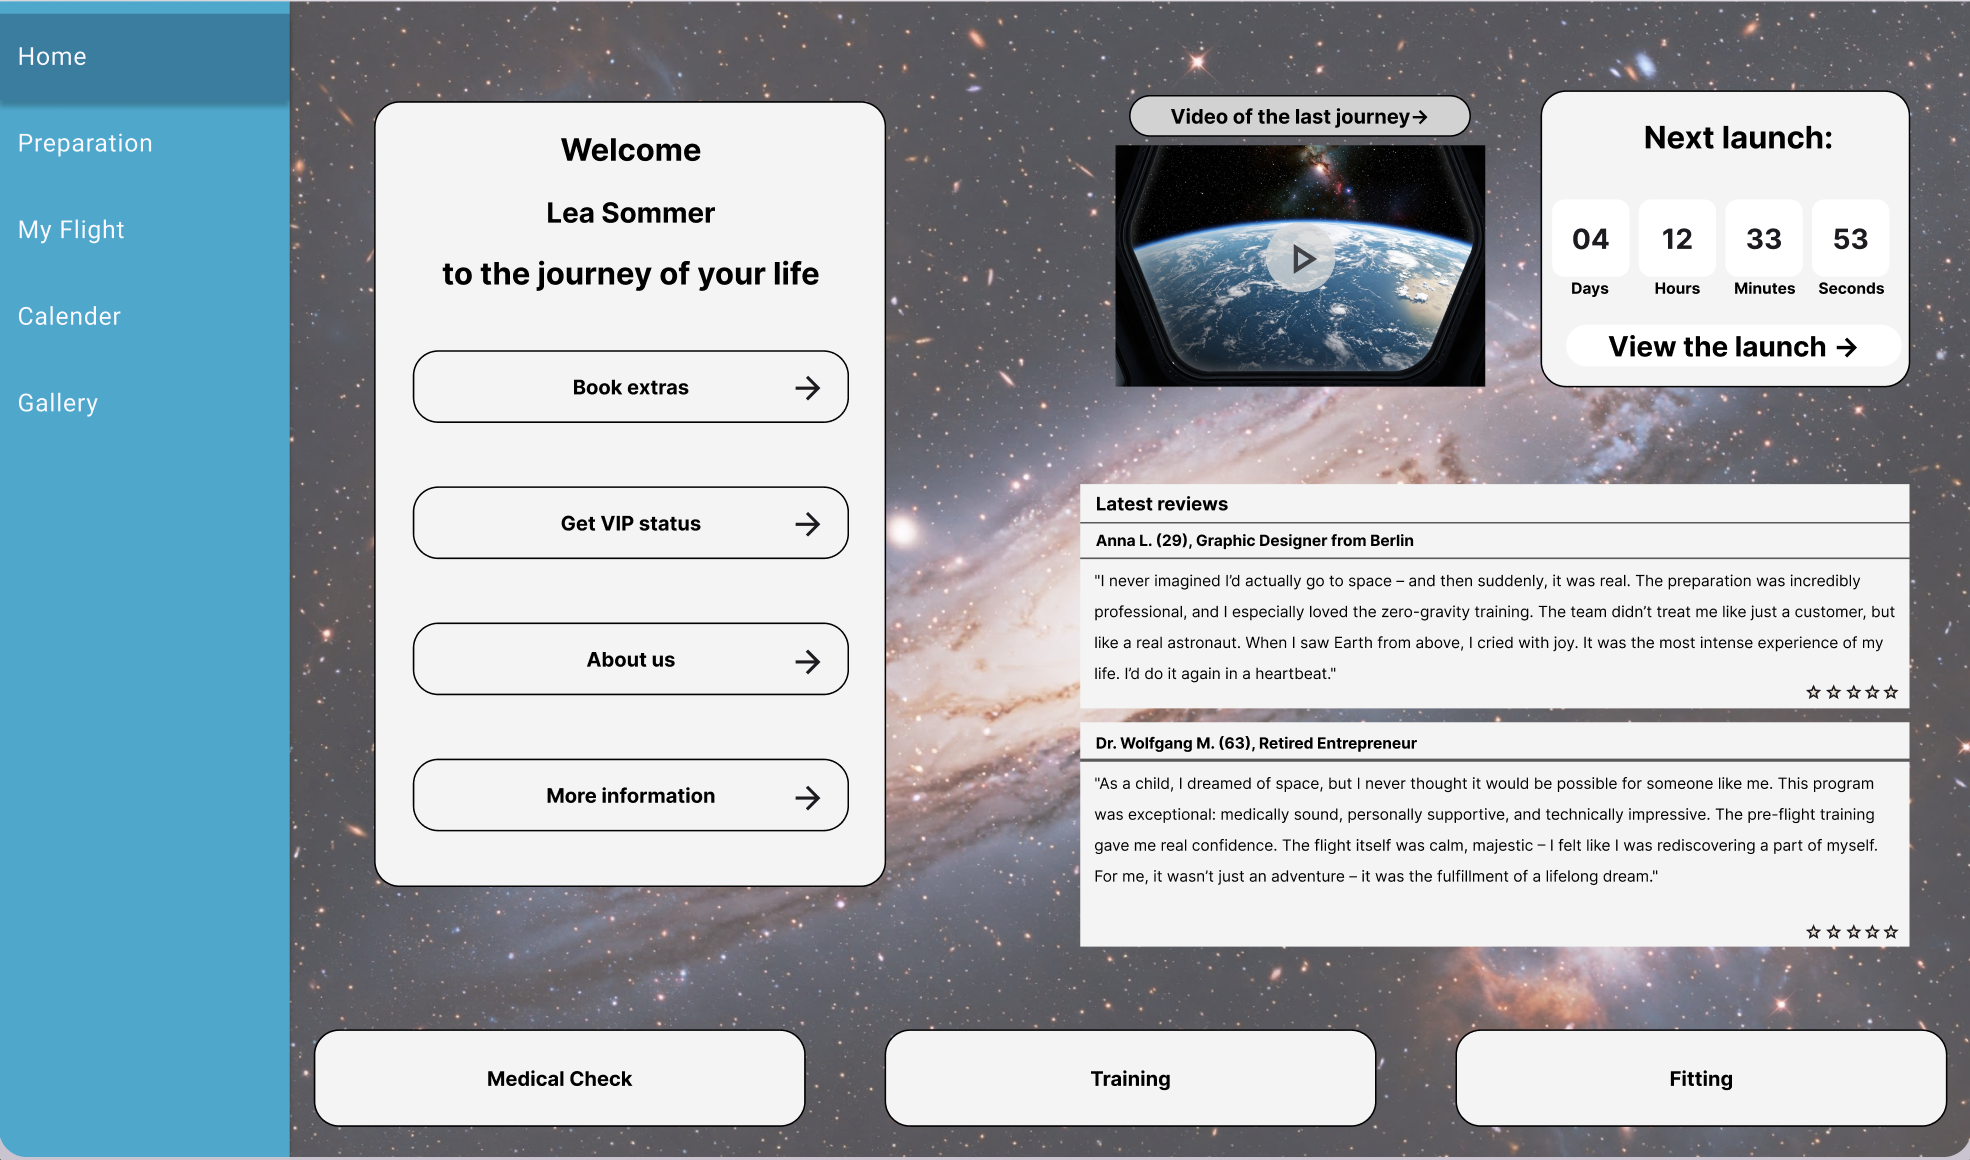 Home
Preparation
My Flight
Calender
Gallery
Welcome
Lea Sommer
to the journey of your life
Book extras
Get VIP status
About us
More information
Video of the last journey→
Next launch:
04 12 33 53
Days Hours Minutes Seconds
View the launch →
Latest reviews
Anna L. (29), Graphic Designer from Berlin
"I never imagined I’d actually go to space – and then suddenly, it was real. The preparation was incredibly
professional, and I especially loved the zero-gravity training. The team didn’t treat me like just a customer, but
like a real astronaut. When I saw Earth from above, I cried with joy. It was the most intense experience of my
life. I’d do it again in a heartbeat."
Dr. Wolfgang M. (63), Retired Entrepreneur
"As a child, I dreamed of space, but I never thought it would be possible for someone like me. This program
was exceptional: medically sound, personally supportive, and technically impressive. The pre-flight training
gave me real confidence. The flight itself was calm, majestic – I felt like I was rediscovering a part of myself.
For me, it wasn’t just an adventure – it was the fulfillment of a lifelong dream."
Medical Check
Training
Fitting